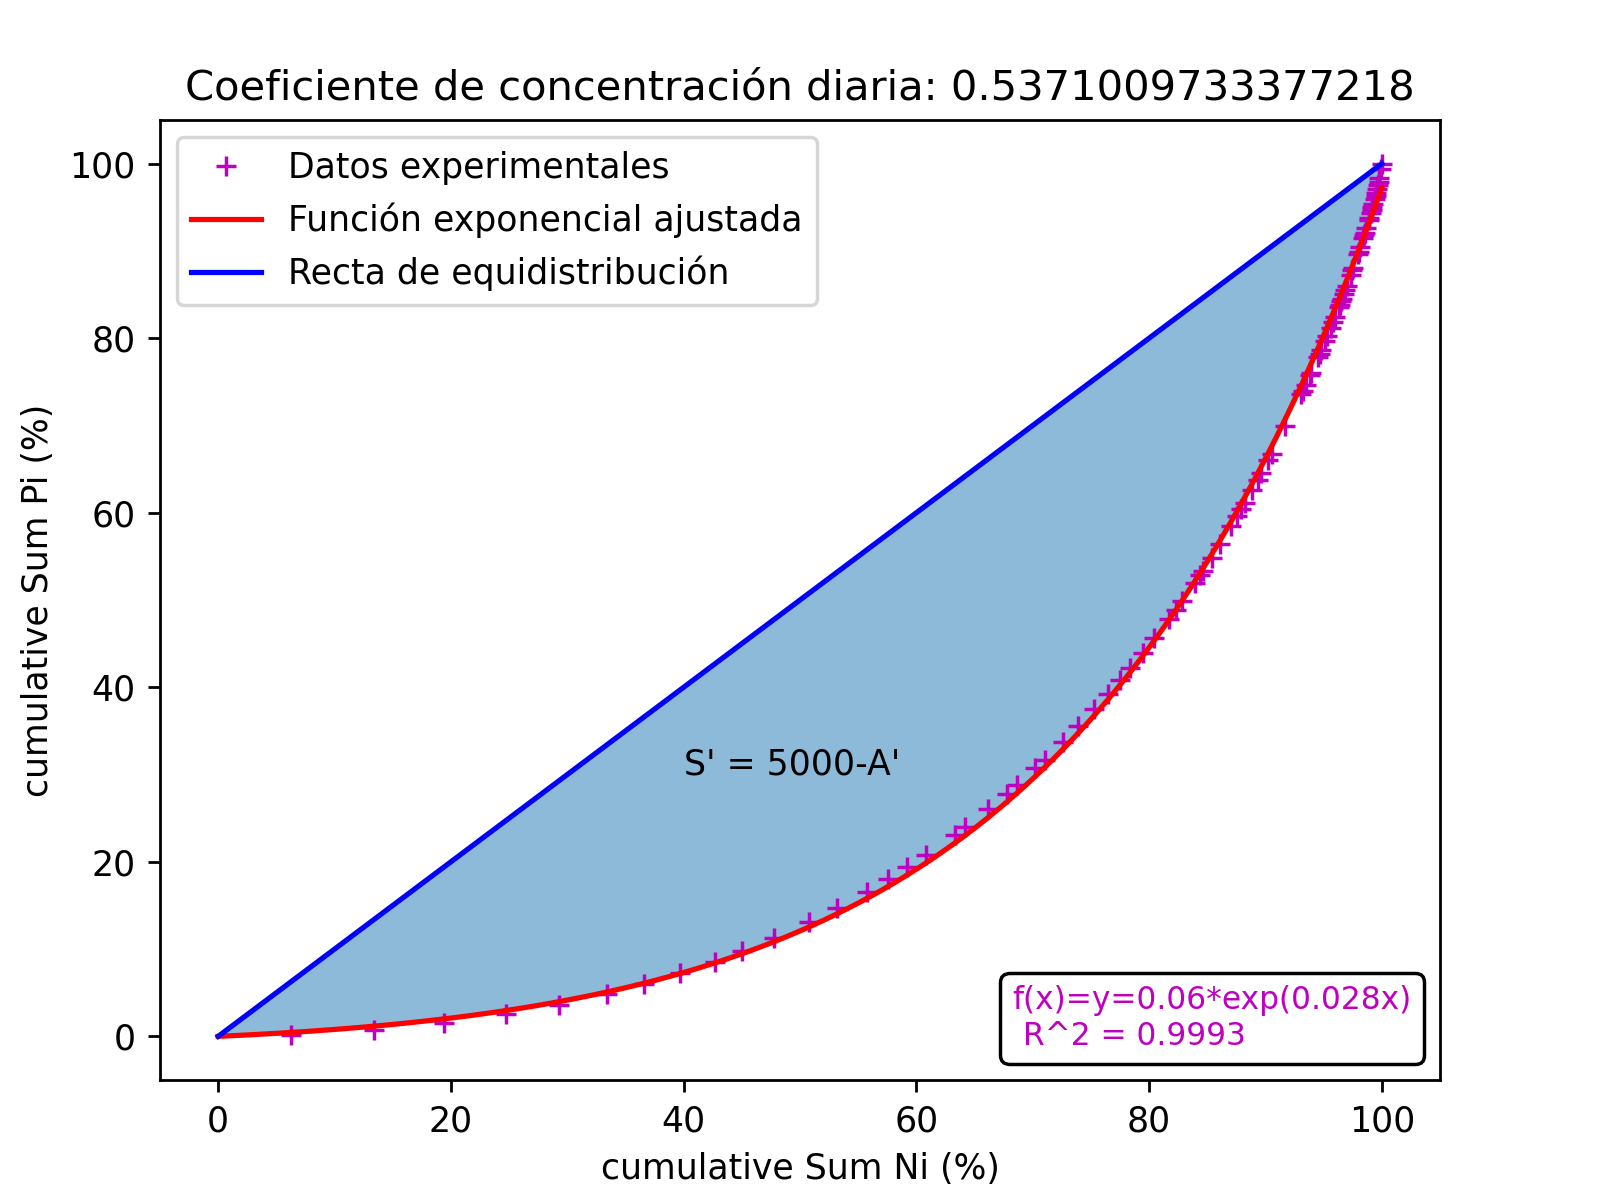 Coeficiente de concentración diaria: 0.5371009733377218
Datos experimentales
Función exponencial ajustada
Recta de equidistribución
100
80
60
40
20
0
cumulative Sum Pi (%)
S' = 5000-A'
f(x)=y=0.06*exp(0.028x)
R^2 = 0.9993
0 20 40 60 80 100
cumulative Sum Ni (%)